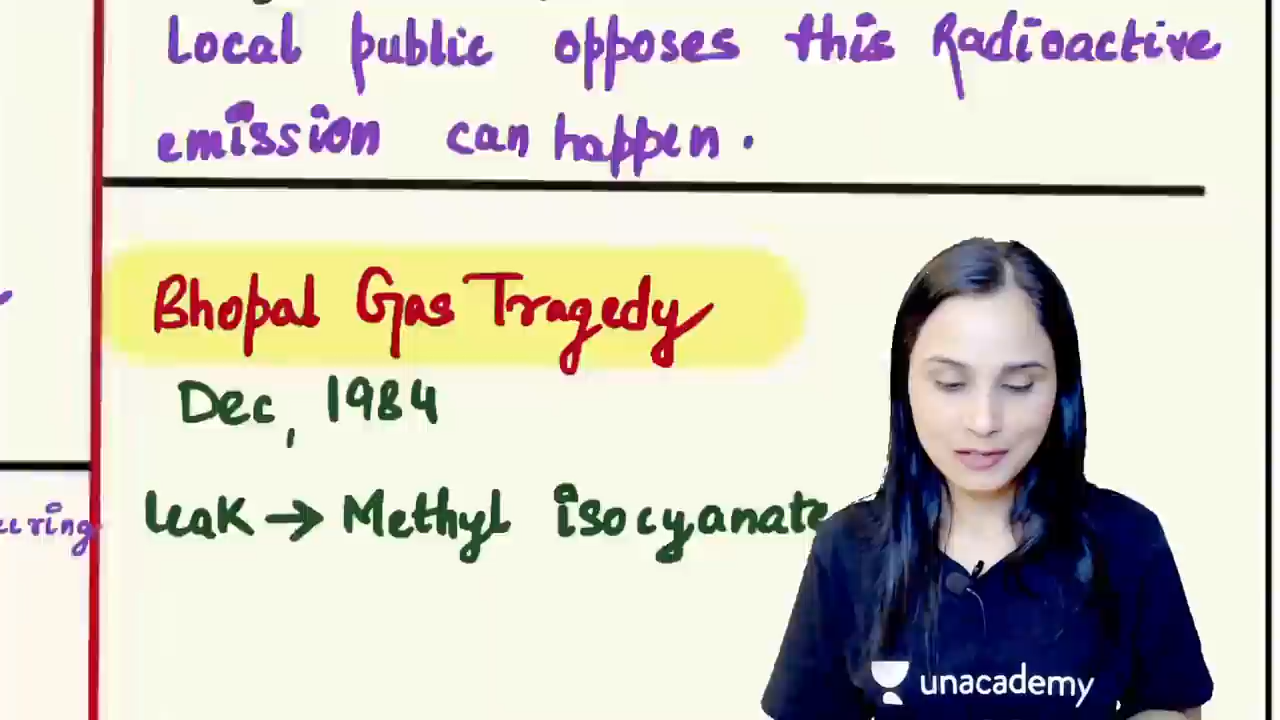 Local public opposes this Radioactive
emission can happen.
Bhopal Gas Tragedy
Dec, 1984
leak → Methyl isocyanate
unacademy